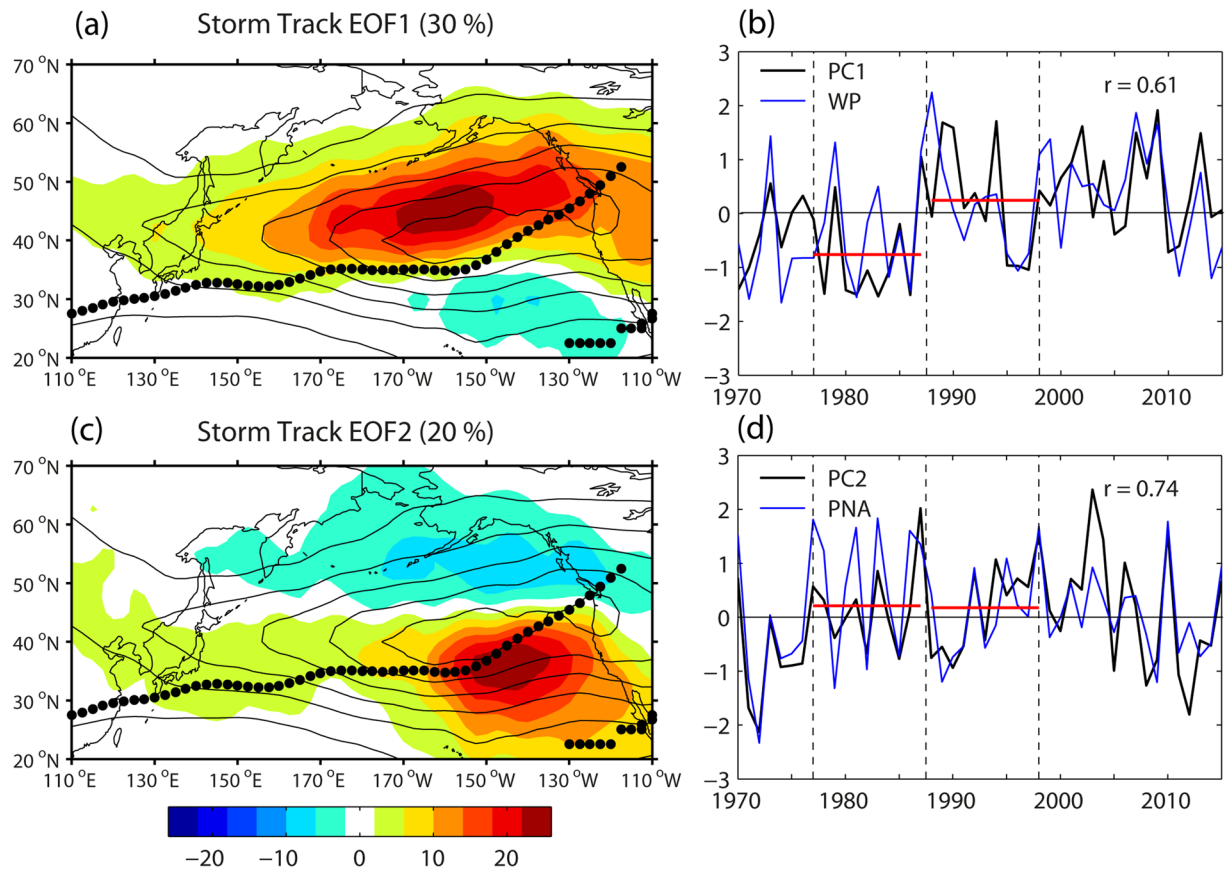 (a) Storm Track EOF1 (30 %)
70 °N
60 °N
50 °N
40 °N
30 °N
20 °N
110 °E 130 °E 150 °E 170 °E 170 °W 150 °W 130 °W 110 °W
(b)
3
2
1
0
−1
−2
−3
PC1
WP
r = 0.61
1970 1980 1990 2000 2010
(c) Storm Track EOF2 (20 %)
70 °N
60 °N
50 °N
40 °N
30 °N
20 °N
110 °E 130 °E 150 °E 170 °E 170 °W 150 °W 130 °W 110 °W
−20 −10 0 10 20
(d)
3
2
1
0
−1
−2
−3
PC2
PNA
r = 0.74
1970 1980 1990 2000 2010